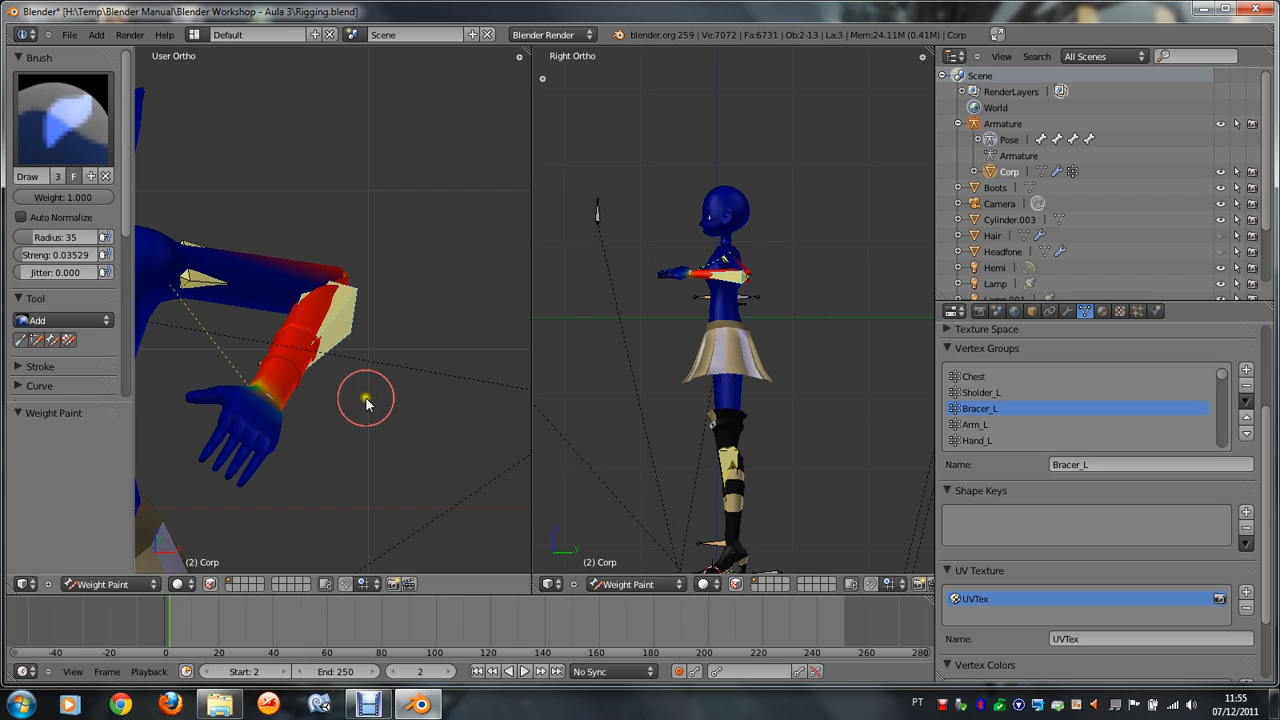 Blender* [H:\Temp\Blender Manual\Blender Workshop - Aula 3\Rigging.blend]
File Add Render Help Default Scene Blender Render blender.org 259 | Ve:7072 | Fa:6731 | Ob:2-13 | La:3 | Mem:24.11M (0.41M) | Corp
Brush
User Ortho
Right Ortho
View Search All Scenes
Scene
RenderLayers
World
Armature
Pose
Armature
Corp
Boots
Camera
Cylinder.003
Hair
Headfone
Hemi
Lamp
Lamp.001
Draw 3 F
Weight: 1.000
Auto Normalize
Radius: 35
Streng: 0.03529
Jitter: 0.000
Tool
Add
Stroke
Curve
Weight Paint
Texture Space
Vertex Groups
Chest
Sholder_L
Bracer_L
Arm_L
Hand_L
Name: Bracer_L
Shape Keys
UV Texture
UVTex
Name: UVTex
Vertex Colors
(2) Corp
(2) Corp
Z
Y
Weight Paint
Weight Paint
-40 -20 0 20 40 60 80 100 120 140 160 180 200 220 240 260 280
View Frame Playback Start: 2 End: 250 2 No Sync
PT
11:55
07/12/2011